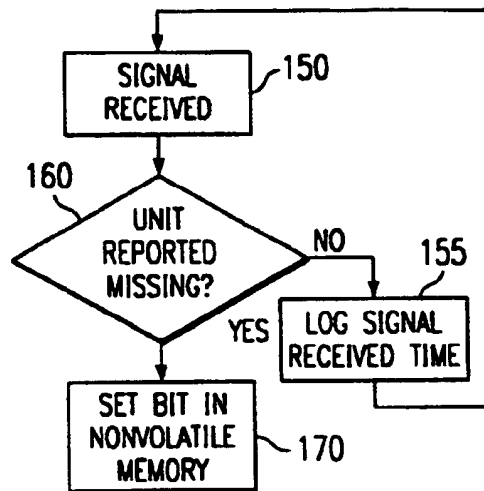 SIGNAL
RECEIVED
150
160
UNIT
REPORTED
MISSING?
NO
155
YES
LOG SIGNAL
RECEIVED TIME
SET BIT IN
NONVOLATILE
MEMORY
170